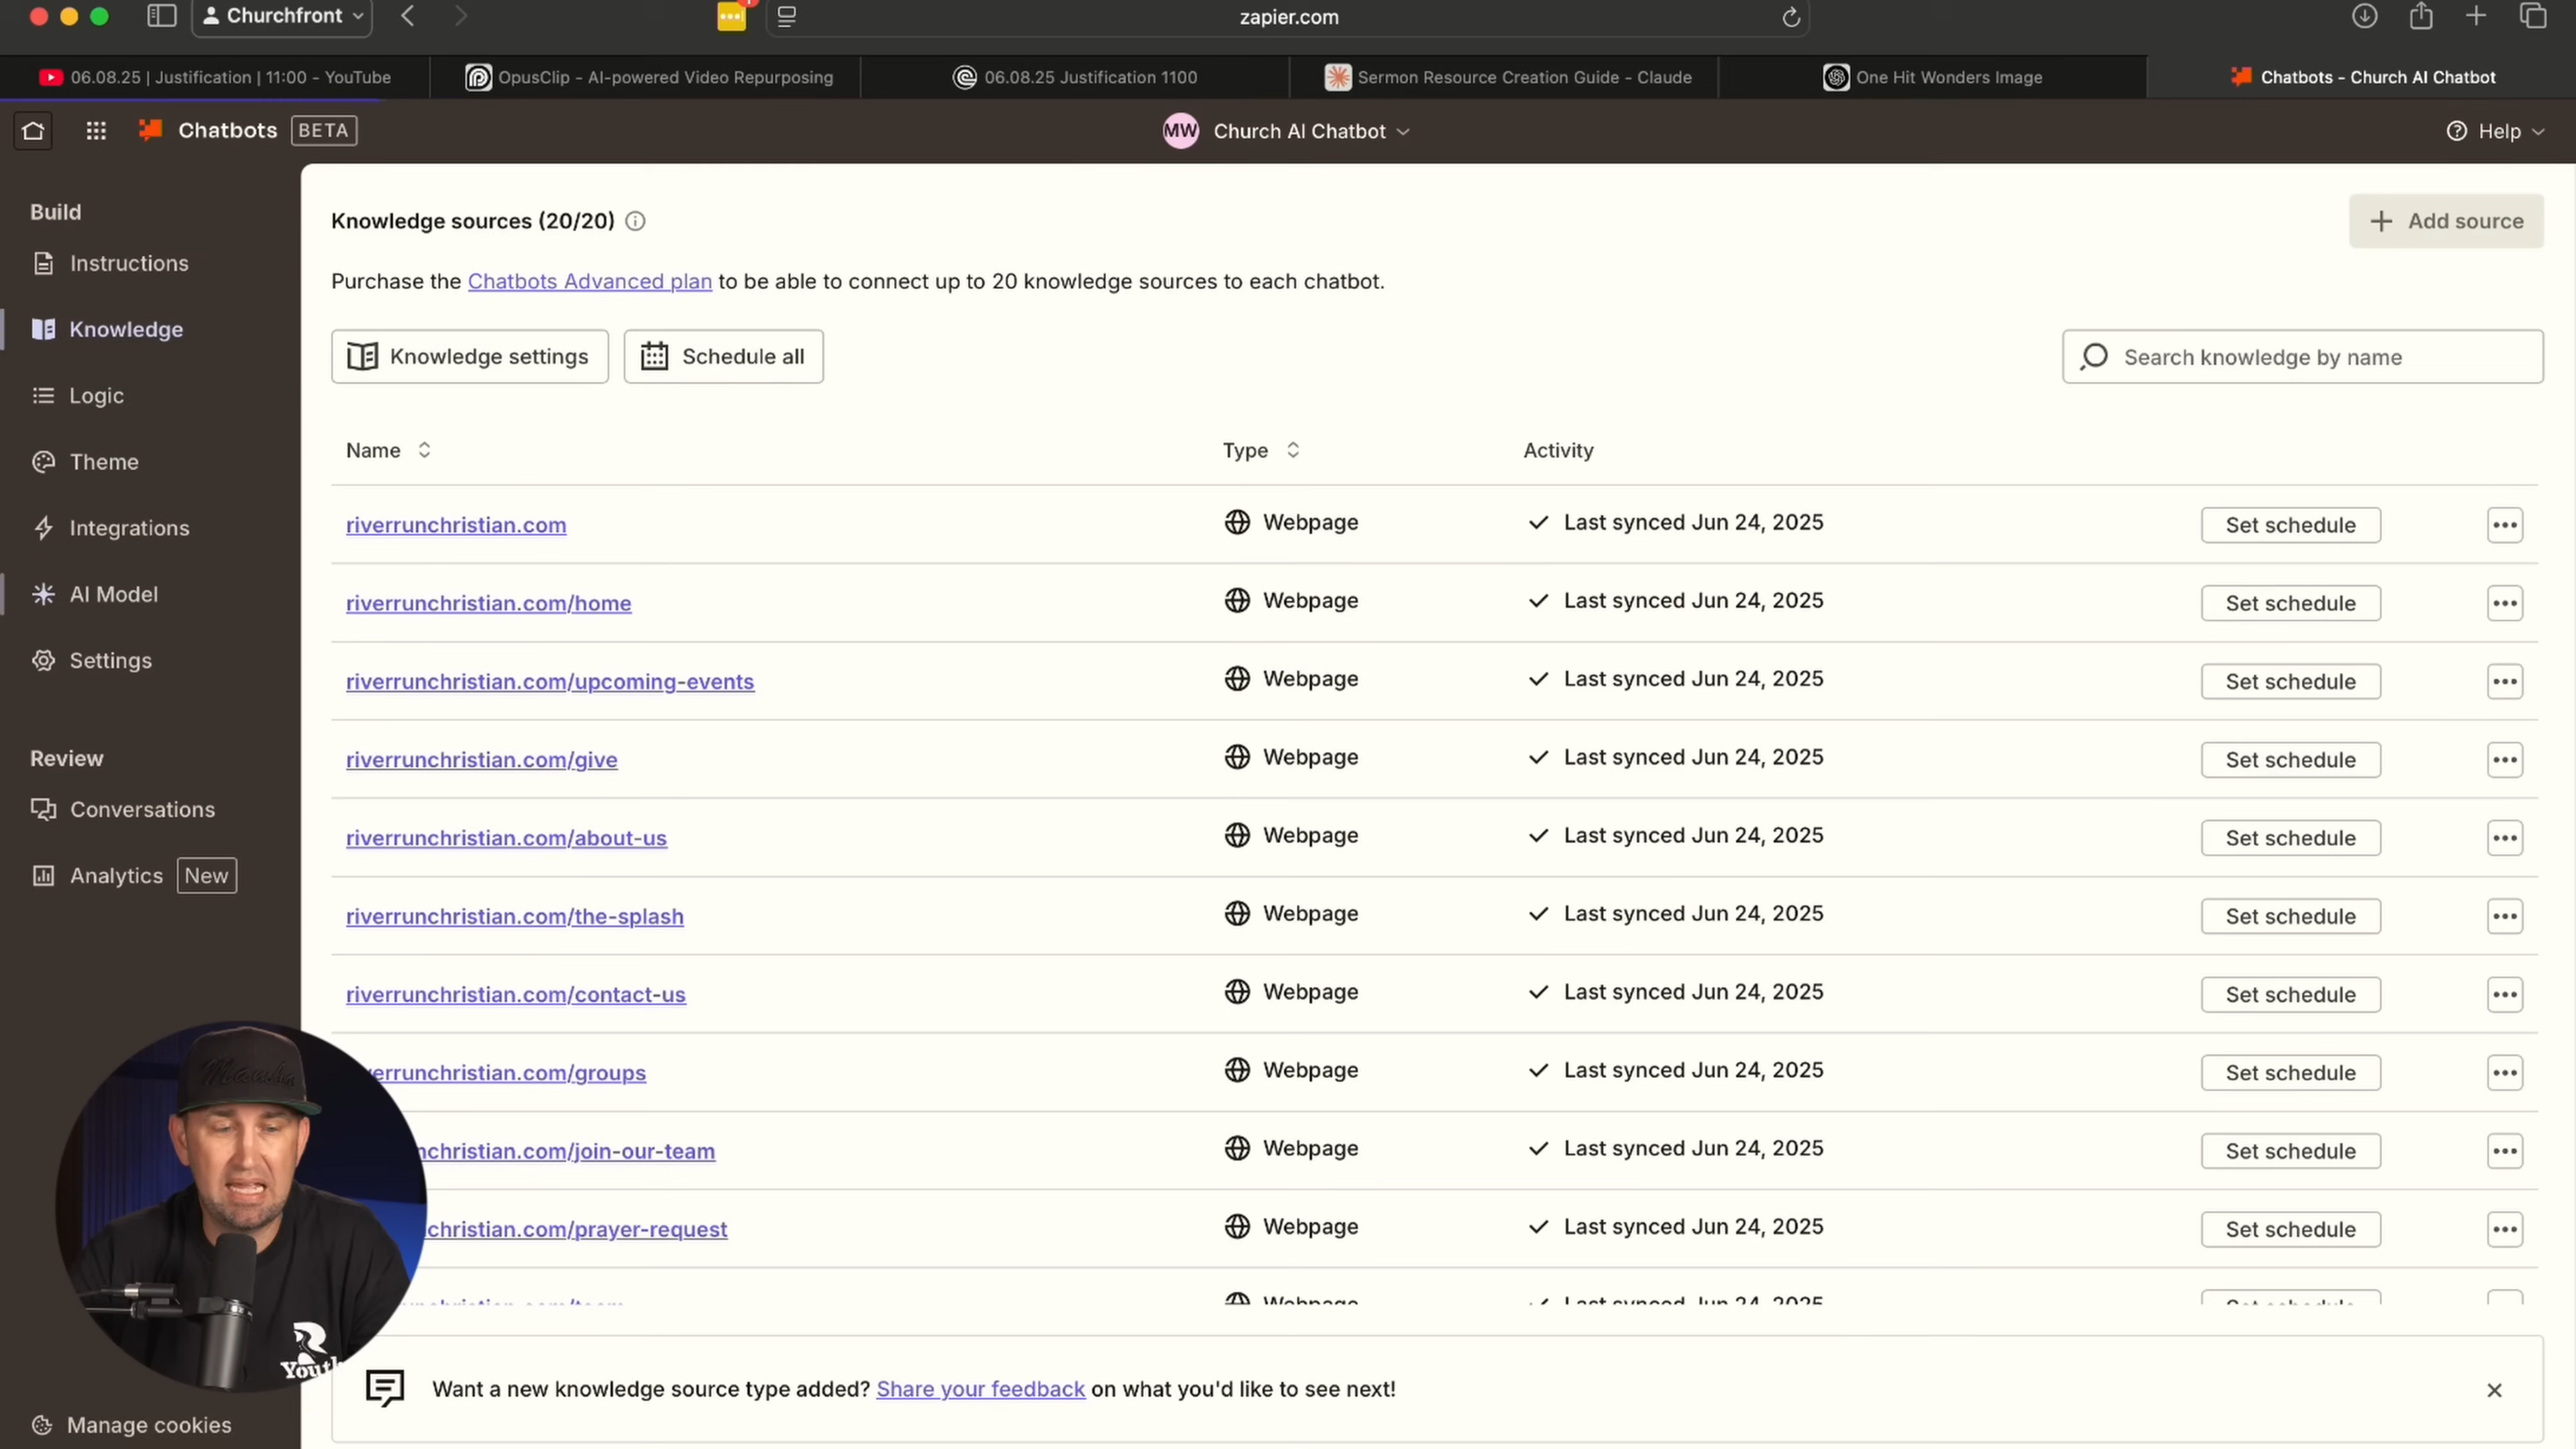 Churchfront
zapier.com
06.08.25 | Justification | 11:00 - YouTube
OpusClip - AI-powered Video Repurposing
06.08.25 Justification 1100
Sermon Resource Creation Guide - Claude
One Hit Wonders Image
Chatbots - Church AI Chatbot
Chatbots BETA
MW Church AI Chatbot
Help
Build
Instructions
Knowledge
Logic
Theme
Integrations
AI Model
Settings
Review
Conversations
Analytics New
Manage cookies
Knowledge sources (20/20)
Add source
Purchase the Chatbots Advanced plan to be able to connect up to 20 knowledge sources to each chatbot.
Knowledge settings
Schedule all
Search knowledge by name
Name Type Activity
riverrunchristian.com Webpage Last synced Jun 24, 2025 Set schedule
riverrunchristian.com/home Webpage Last synced Jun 24, 2025 Set schedule
riverrunchristian.com/upcoming-events Webpage Last synced Jun 24, 2025 Set schedule
riverrunchristian.com/give Webpage Last synced Jun 24, 2025 Set schedule
riverrunchristian.com/about-us Webpage Last synced Jun 24, 2025 Set schedule
riverrunchristian.com/the-splash Webpage Last synced Jun 24, 2025 Set schedule
riverrunchristian.com/contact-us Webpage Last synced Jun 24, 2025 Set schedule
errunchristian.com/groups Webpage Last synced Jun 24, 2025 Set schedule
christian.com/join-our-team Webpage Last synced Jun 24, 2025 Set schedule
christian.com/prayer-request Webpage Last synced Jun 24, 2025 Set schedule
Webpage Last synced Jun 24, 2025 Set schedule
Want a new knowledge source type added? Share your feedback on what you'd like to see next!